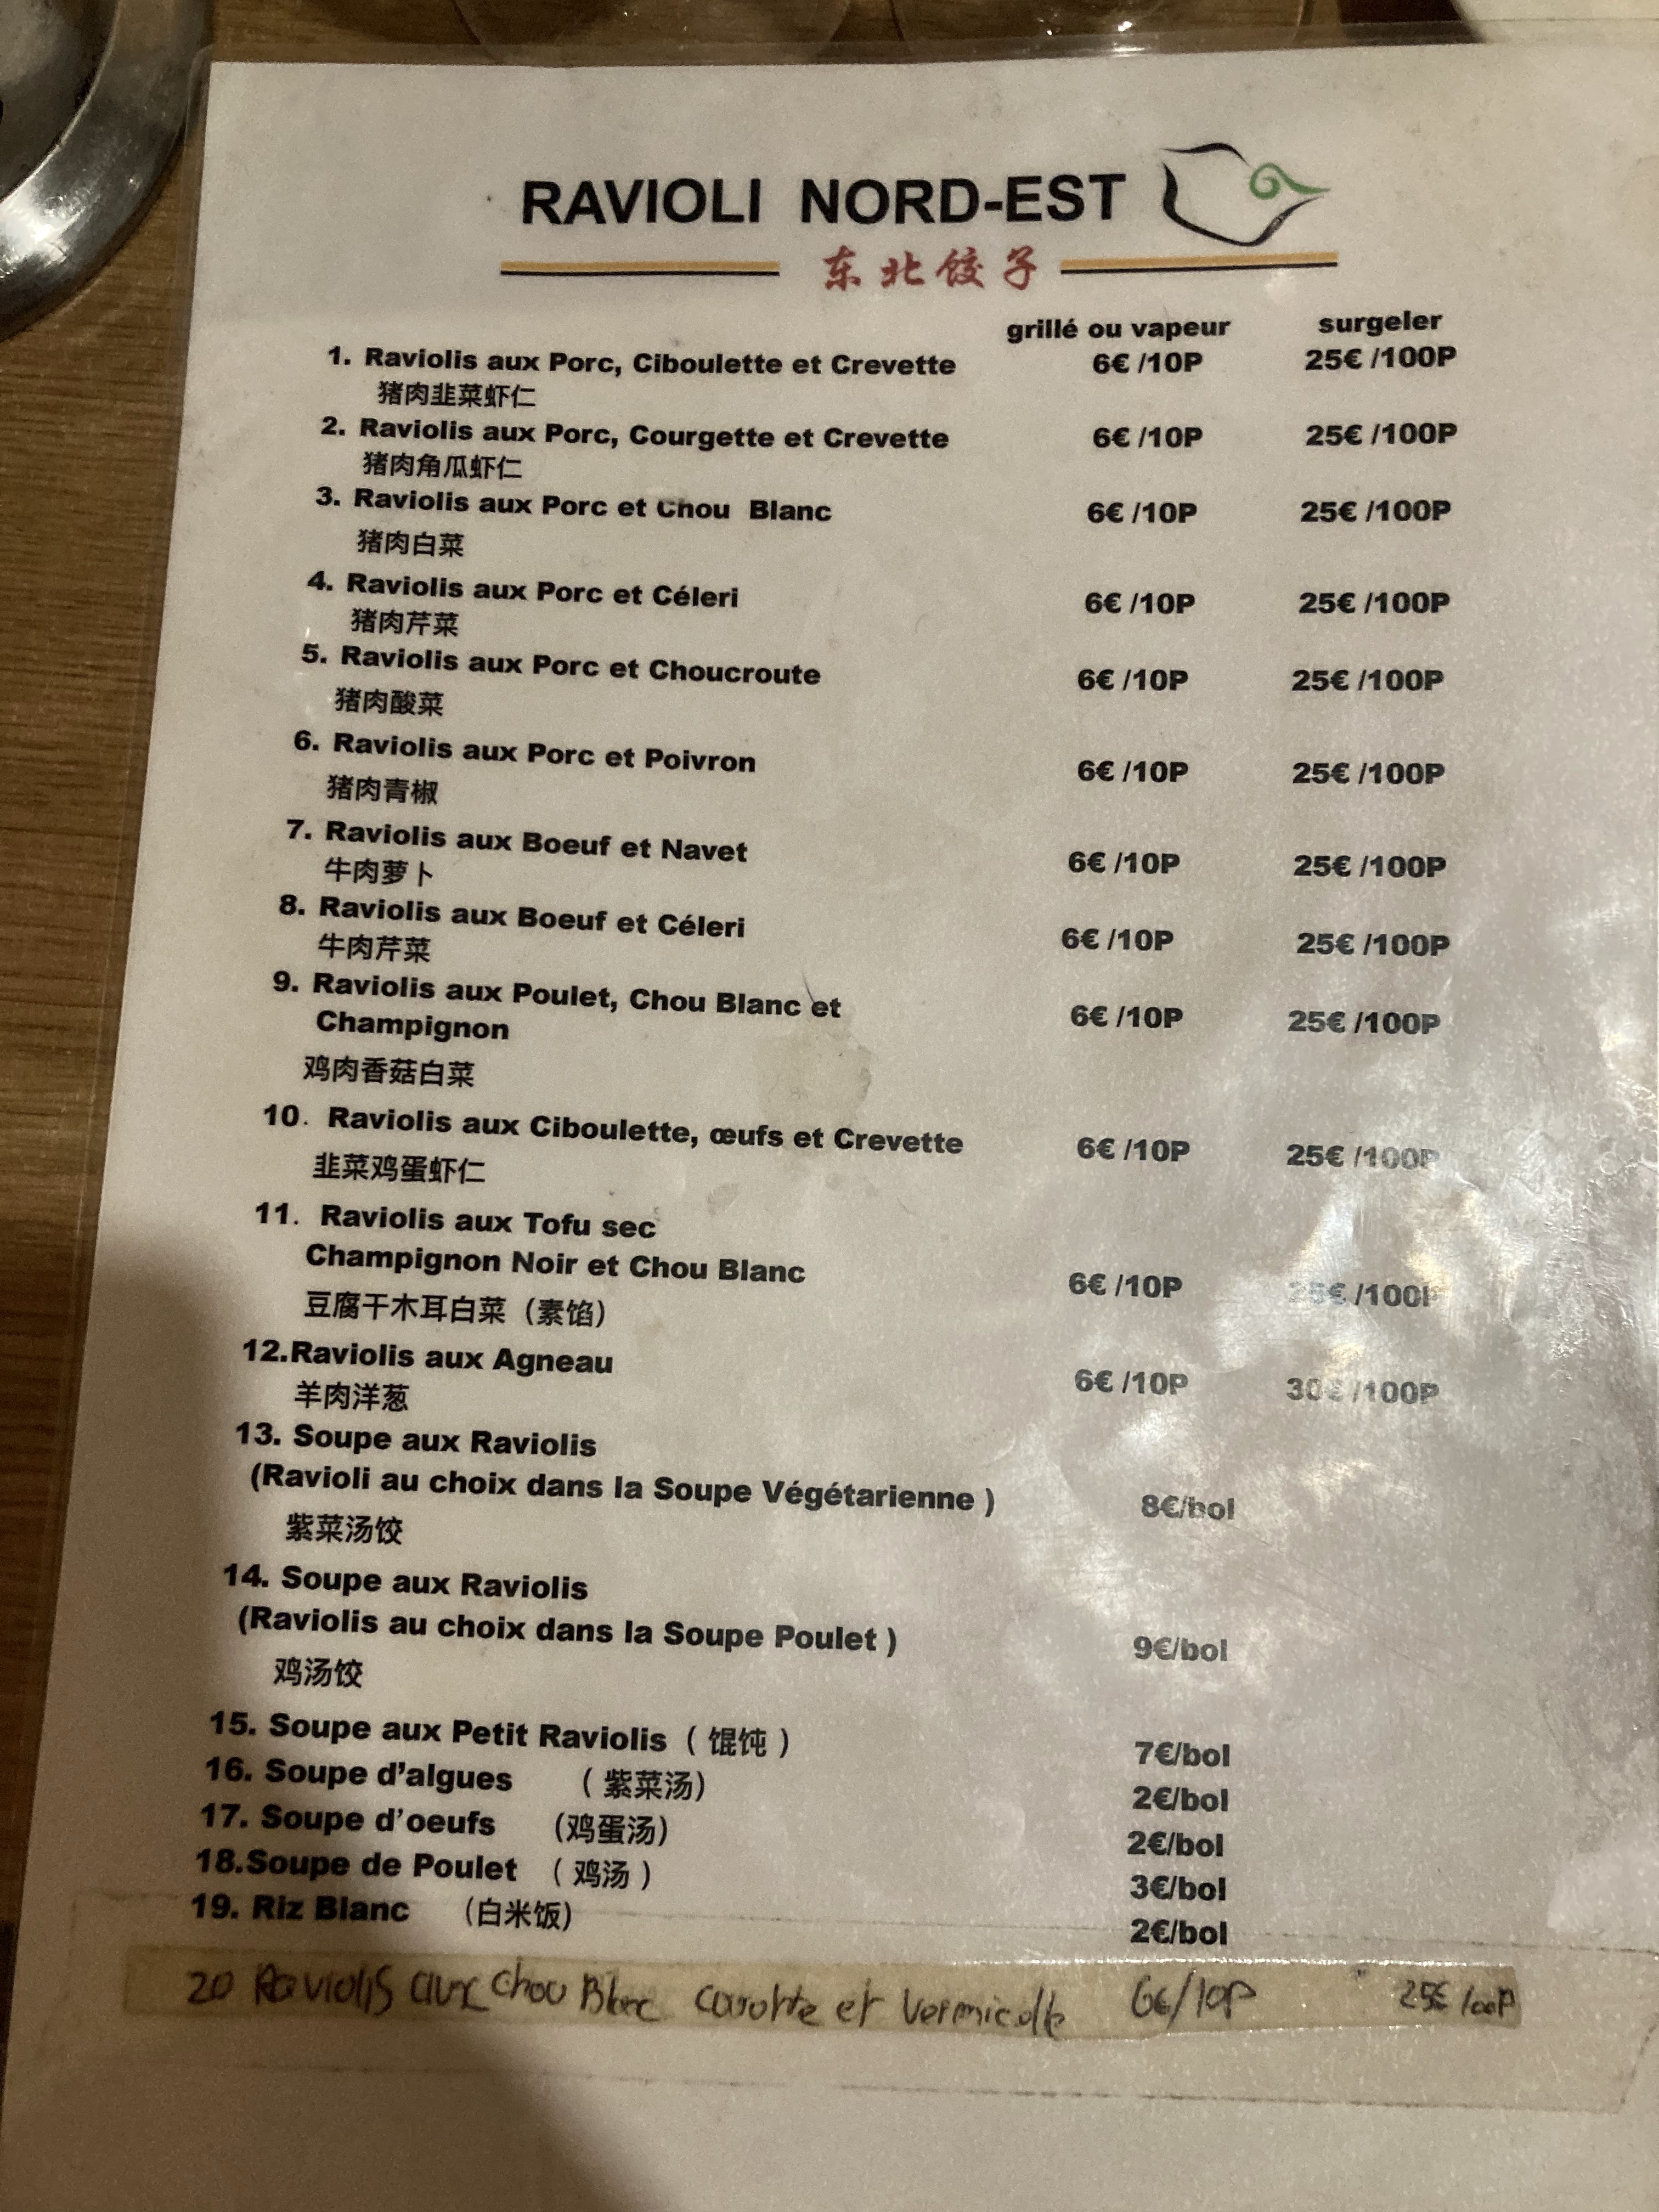 RAVIOLI NORD-EST
东北饺子
grillé ou vapeur surgeler
1. Raviolis aux Porc, Ciboulette et Crevette 6€ /10P 25€ /100P
猪肉韭菜虾仁
2. Raviolis aux Porc, Courgette et Crevette 6€ /10P 25€ /100P
猪肉角瓜虾仁
3. Raviolis aux Porc et Chou Blanc 6€ /10P 25€ /100P
猪肉白菜
4. Raviolis aux Porc et Céleri 6€ /10P 25€ /100P
猪肉芹菜
5. Raviolis aux Porc et Choucroute 6€ /10P 25€ /100P
猪肉酸菜
6. Raviolis aux Porc et Poivron 6€ /10P 25€ /100P
猪肉青椒
7. Raviolis aux Boeuf et Navet 6€ /10P 25€ /100P
牛肉萝卜
8. Raviolis aux Boeuf et Céleri 6€ /10P 25€ /100P
牛肉芹菜
9. Raviolis aux Poulet, Chou Blanc et
Champignon 6€ /10P 25€ /100P
鸡肉香菇白菜
10. Raviolis aux Ciboulette, œufs et Crevette 6€ /10P 25€ /100P
韭菜鸡蛋虾仁
11. Raviolis aux Tofu sec
Champignon Noir et Chou Blanc 6€ /10P 25€ /100P
豆腐干木耳白菜（素馅）
12.Raviolis aux Agneau 6€ /10P 30€ /100P
羊肉洋葱
13. Soupe aux Raviolis
(Ravioli au choix dans la Soupe Végétarienne ) 8€/bol
紫菜汤饺
14. Soupe aux Raviolis
(Raviolis au choix dans la Soupe Poulet ) 9€/bol
鸡汤饺
15. Soupe aux Petit Raviolis ( 馄饨 ) 7€/bol
16. Soupe d'algues ( 紫菜汤) 2€/bol
17. Soupe d'oeufs (鸡蛋汤) 2€/bol
18.Soupe de Poulet ( 鸡汤 ) 3€/bol
19. Riz Blanc (白米饭) 2€/bol
20 Raviolis aux chou Blanc carotte et vermicelle 6€/10P 25€ 100P